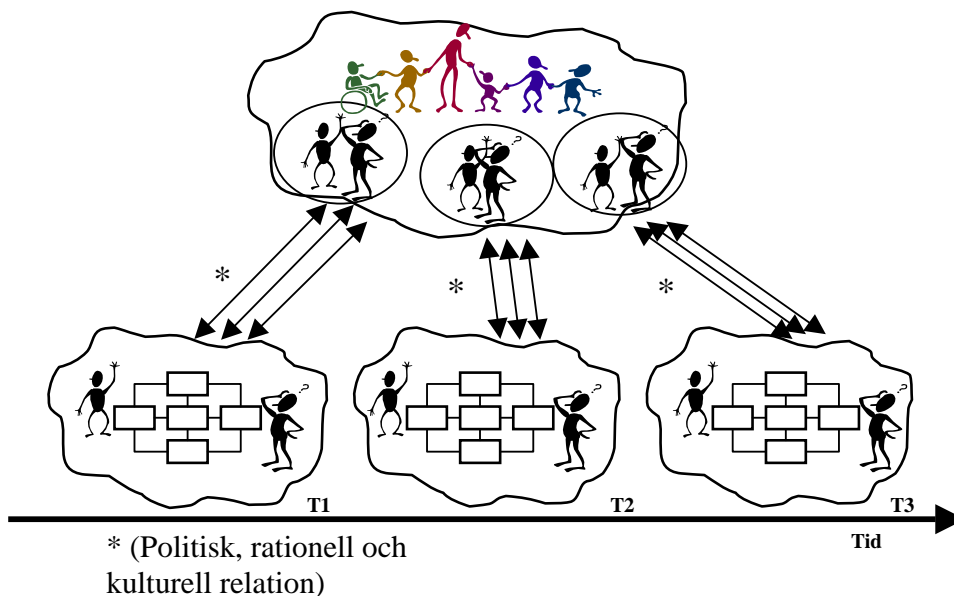 ?
?
?
*
*
*
?
?
?
T1
T2
T3
Tid
* (Politisk, rationell och
kulturell relation)